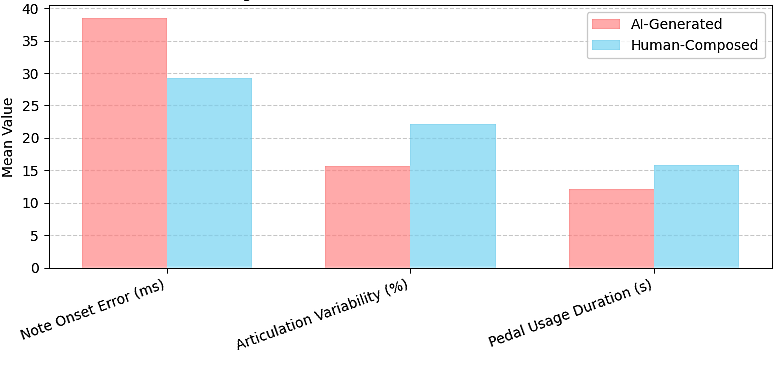 40
35
30
25
20
15
10
5
0
Mean Value
AI-Generated
Human-Composed
Note Onset Error (ms)
Articulation Variability (%)
Pedal Usage Duration (s)